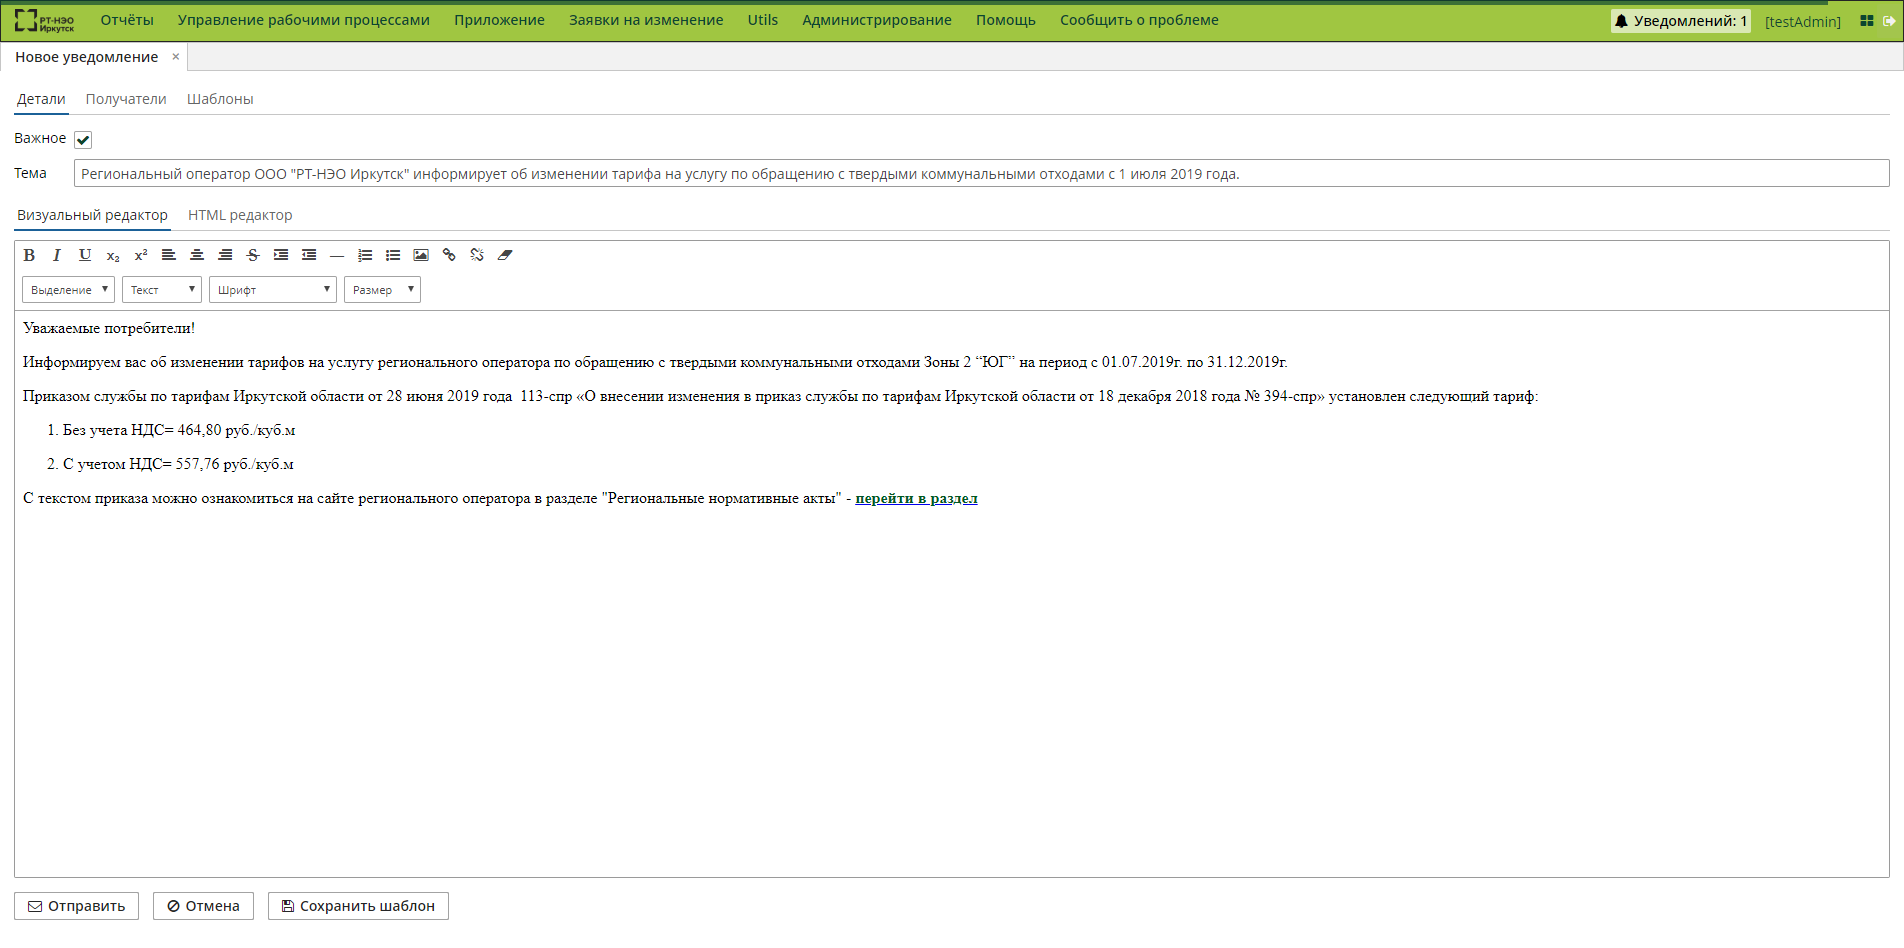 РТ-НЭО Иркутск
Отчёты Управление рабочими процессами Приложение Заявки на изменение Utils Администрирование Помощь Сообщить о проблеме Уведомлений: 1 [testAdmin]
Новое уведомление ×
Детали Получатели Шаблоны
Важное
Тема Региональный оператор ООО "РТ-НЭО Иркутск" информирует об изменении тарифа на услугу по обращению с твердыми коммунальными отходами с 1 июля 2019 года.
Визуальный редактор HTML редактор
B I U x₂ x² S
Выделение Текст Шрифт Размер
Уважаемые потребители!
Информируем вас об изменении тарифов на услугу регионального оператора по обращению с твердыми коммунальными отходами Зоны 2 “ЮГ” на период с 01.07.2019г. по 31.12.2019г.
Приказом службы по тарифам Иркутской области от 28 июня 2019 года  113-спр «О внесении изменения в приказ службы по тарифам Иркутской области от 18 декабря 2018 года № 394-спр» установлен следующий тариф:
1. Без учета НДС= 464,80 руб./куб.м
2. С учетом НДС= 557,76 руб./куб.м
С текстом приказа можно ознакомиться на сайте регионального оператора в разделе "Региональные нормативные акты" - перейти в раздел
Отправить Отмена Сохранить шаблон